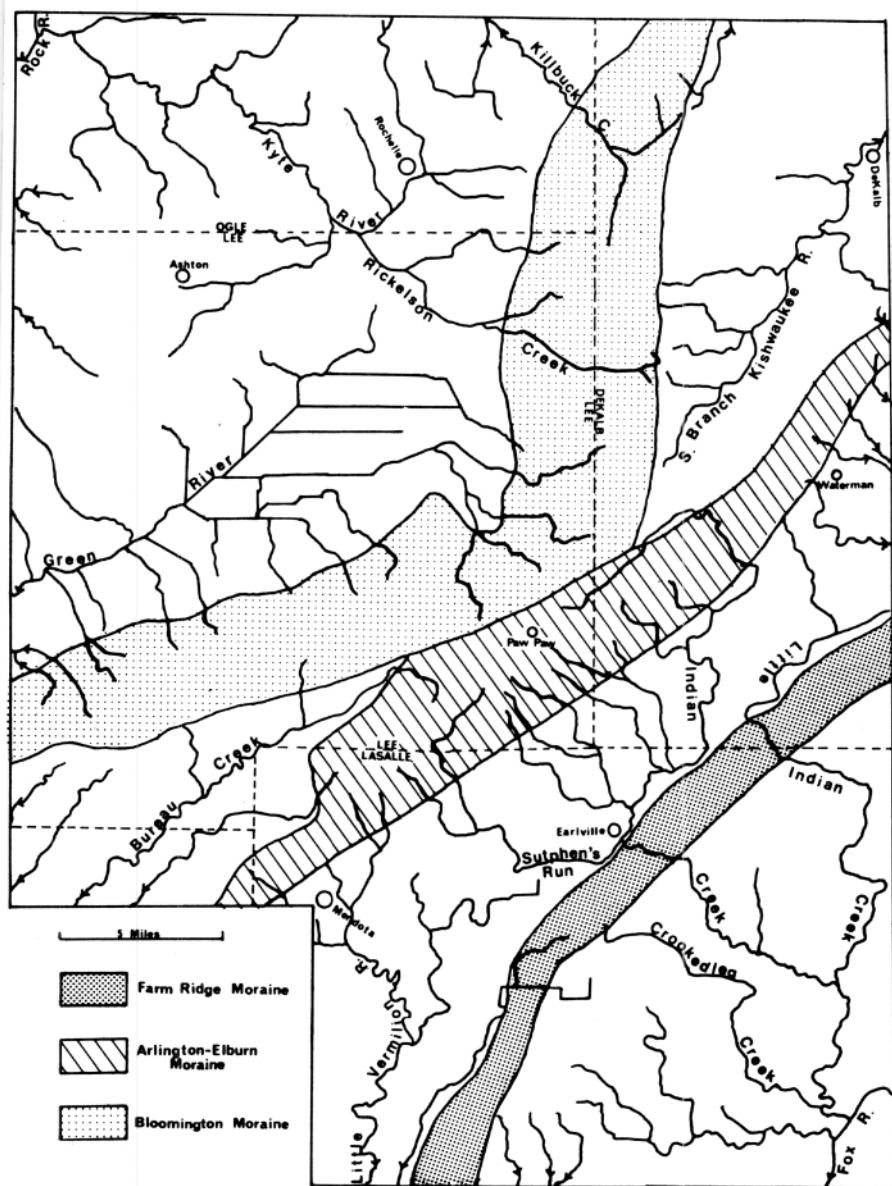 Rock R.
Killbuck C.
Kyte
River
Rochelle
DeKalb
OGLE
LEE
Ashton
Rickelson
Creek
S. Branch Kishwaukee R.
DEKALB
LEE
Green River
Waterman
Paw Paw
Indian
Little
Indian
Creek
Bureau Creek
LEE
LASALLE
Earlville
Sutphen's
Run
Creek
Crookedleg
Creek
Mendota
Little Vermilion R.
Fox R.
5 Miles
Farm Ridge Moraine
Arlington-Elburn
Moraine
Bloomington Moraine